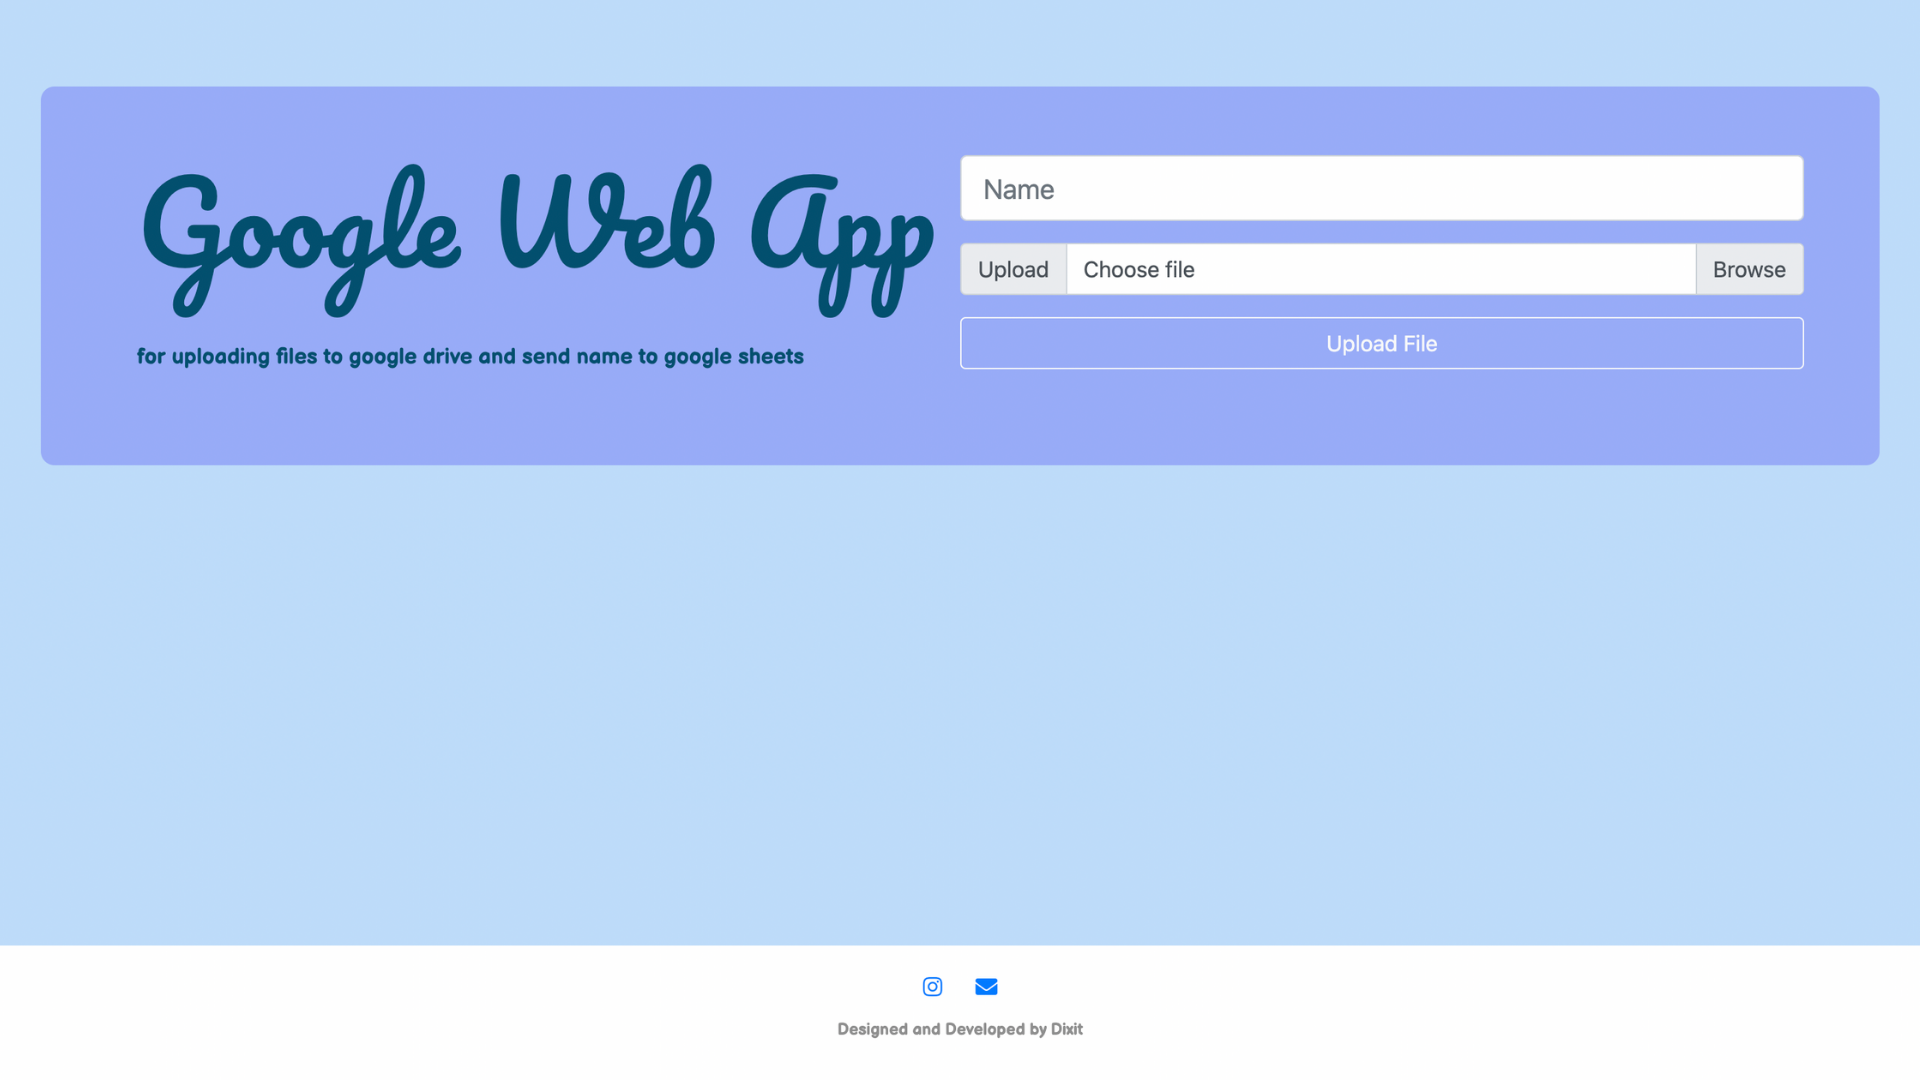 Google Web App
for uploading files to google drive and send name to google sheets
Name
Upload Choose file Browse
Upload File
Designed and Developed by Dixit